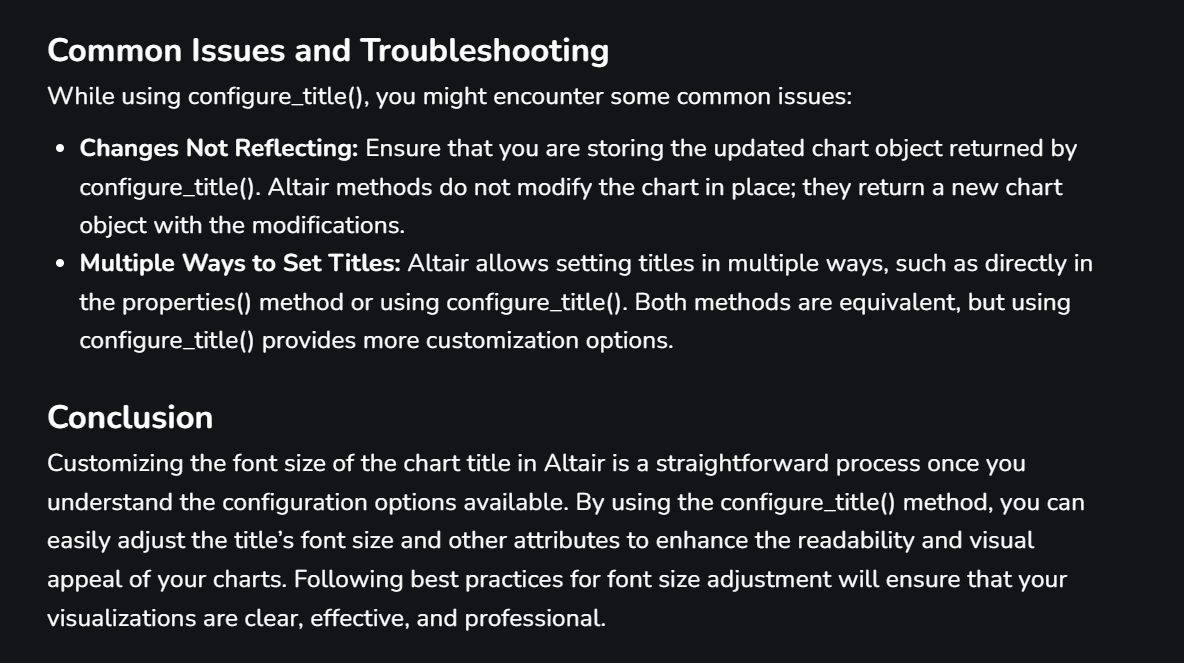 Common Issues and Troubleshooting
While using configure_title(), you might encounter some common issues:
• Changes Not Reflecting: Ensure that you are storing the updated chart object returned by
configure_title(). Altair methods do not modify the chart in place; they return a new chart
object with the modifications.
• Multiple Ways to Set Titles: Altair allows setting titles in multiple ways, such as directly in
the properties() method or using configure_title(). Both methods are equivalent, but using
configure_title() provides more customization options.
Conclusion
Customizing the font size of the chart title in Altair is a straightforward process once you
understand the configuration options available. By using the configure_title() method, you can
easily adjust the title’s font size and other attributes to enhance the readability and visual
appeal of your charts. Following best practices for font size adjustment will ensure that your
visualizations are clear, effective, and professional.